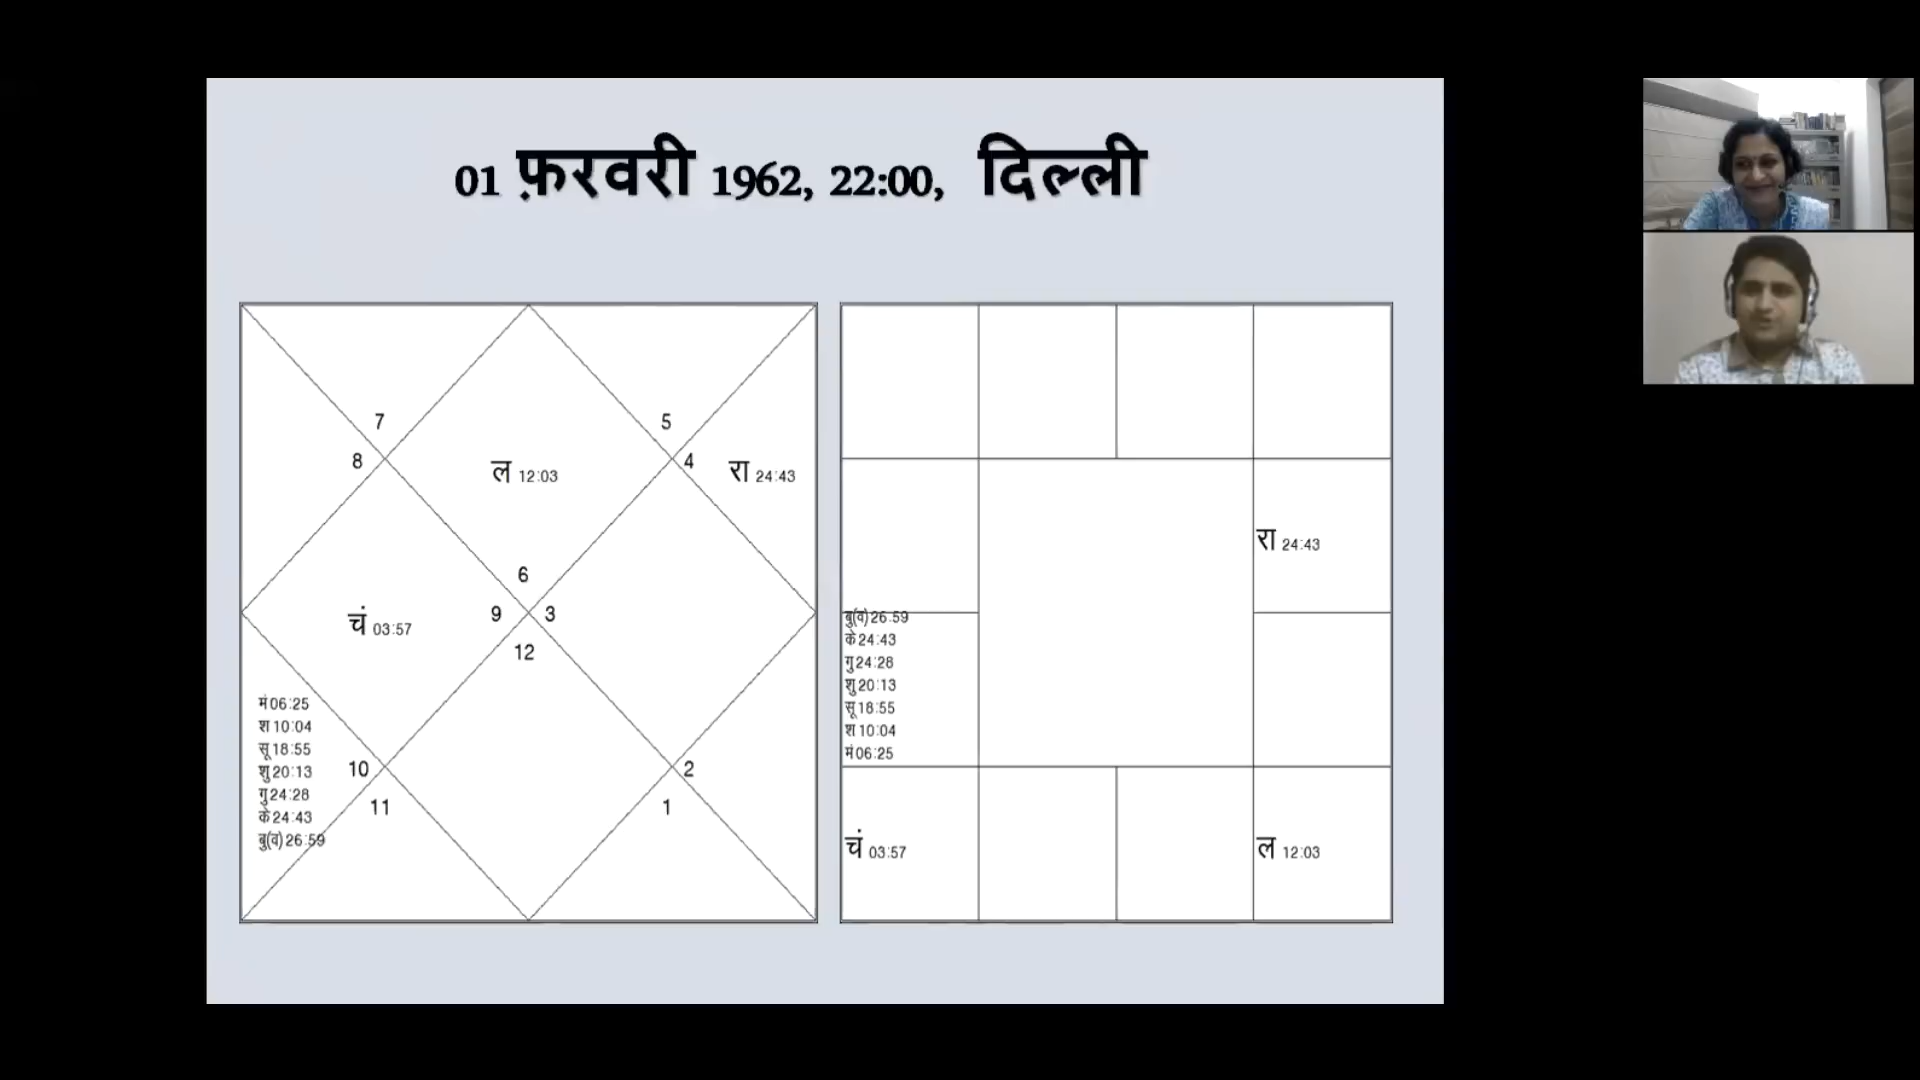 01 फ़रवरी 1962, 22:00, दिल्ली
7
5
8
ल 12:03
4
रा 24:43
6
चं 03:57
9
3
12
मं 06:25
श 10:04
सू 18:55
शु 20:13
10
2
गु 24:28
11
1
के 24:43
बु(व) 26:59
रा 24:43
बु(व) 26:59
के 24:43
गु 24:28
शु 20:13
सू 18:55
श 10:04
मं 06:25
चं 03:57
ल 12:03